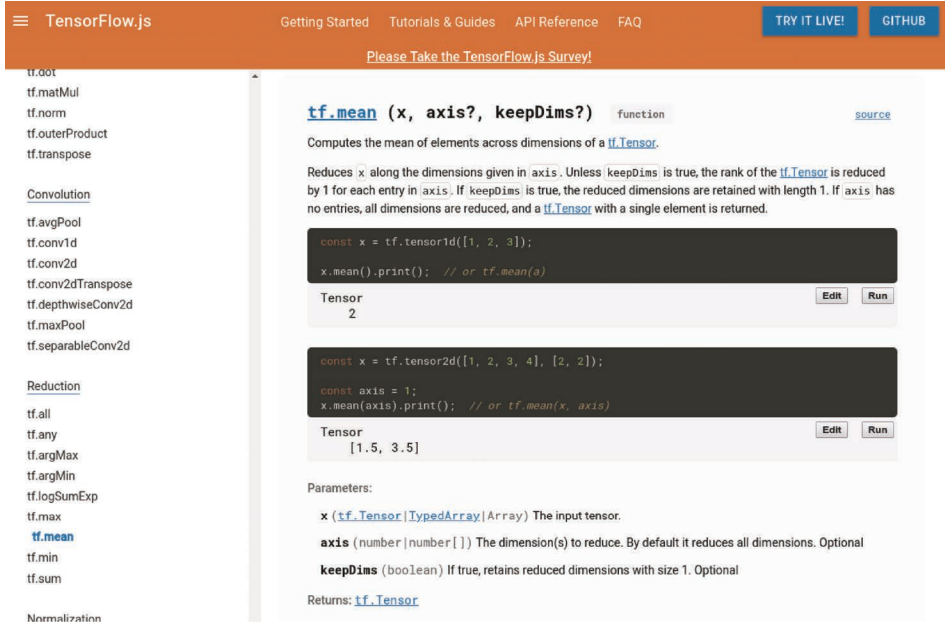 TensorFlow.js
Getting Started Tutorials & Guides API Reference FAQ
TRY IT LIVE! GITHUB
Please Take the TensorFlow.js Survey!
tf.dot
tf.matMul
tf.norm
tf.outerProduct
tf.transpose
Convolution
tf.avgPool
tf.conv1d
tf.conv2d
tf.conv2dTranspose
tf.depthwiseConv2d
tf.maxPool
tf.separableConv2d
Reduction
tf.all
tf.any
tf.argMax
tf.argMin
tf.logSumExp
tf.max
tf.mean
tf.min
tf.sum
Normalization
tf.mean (x, axis?, keepDims?) function source
Computes the mean of elements across dimensions of a tf.Tensor.
Reduces x along the dimensions given in axis. Unless keepDims is true, the rank of the tf.Tensor is reduced
by 1 for each entry in axis. If keepDims is true, the reduced dimensions are retained with length 1. If axis has
no entries, all dimensions are reduced, and a tf.Tensor with a single element is returned.
const x = tf.tensor1d([1, 2, 3]);
x.mean().print(); // or tf.mean(a)
Tensor
2
Edit Run
const x = tf.tensor2d([1, 2, 3, 4], [2, 2]);
const axis = 1;
x.mean(axis).print(); // or tf.mean(x, axis)
Tensor
[1.5, 3.5]
Edit Run
Parameters:
x (tf.Tensor|TypedArray|Array) The input tensor.
axis (number|number[]) The dimension(s) to reduce. By default it reduces all dimensions. Optional
keepDims (boolean) If true, retains reduced dimensions with size 1. Optional
Returns: tf.Tensor